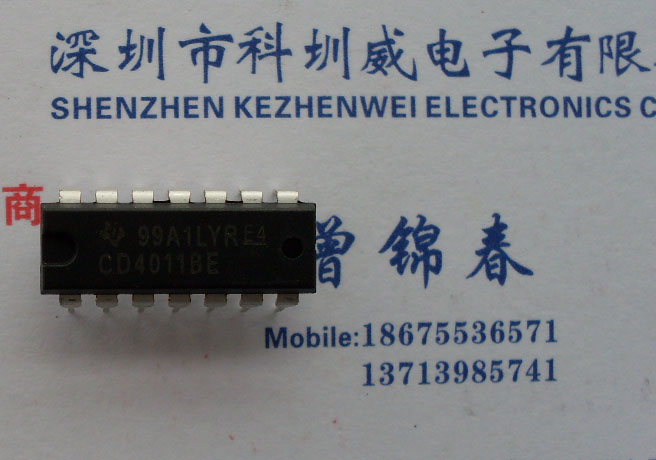 深圳市科圳威电子有限
SHENZHEN KEZHENWEI ELECTRONICS C
商
99A1LYRE4
CD4011BE
曾锦春
Mobile:18675536571
13713985741